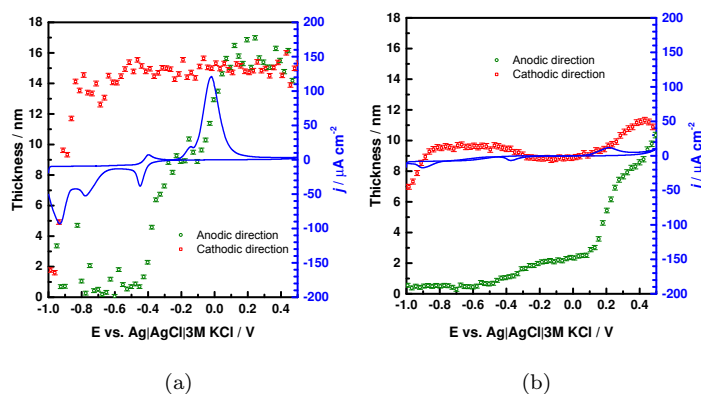 18
16
14
12
10
8
6
4
2
0
Thickness / nm
200
150
100
50
0
-50
-100
-150
-200
j / μA cm⁻²
Anodic direction
Cathodic direction
-1.0 -0.8 -0.6 -0.4 -0.2 0.0 0.2 0.4
E vs. Ag|AgCl|3M KCl / V
(a)
18
16
14
12
10
8
6
4
2
0
Thickness / nm
200
150
100
50
0
-50
-100
-150
-200
j / μA cm⁻²
Anodic direction
Cathodic direction
-1.0 -0.8 -0.6 -0.4 -0.2 0.0 0.2 0.4
E vs. Ag|AgCl|3M KCl / V
(b)